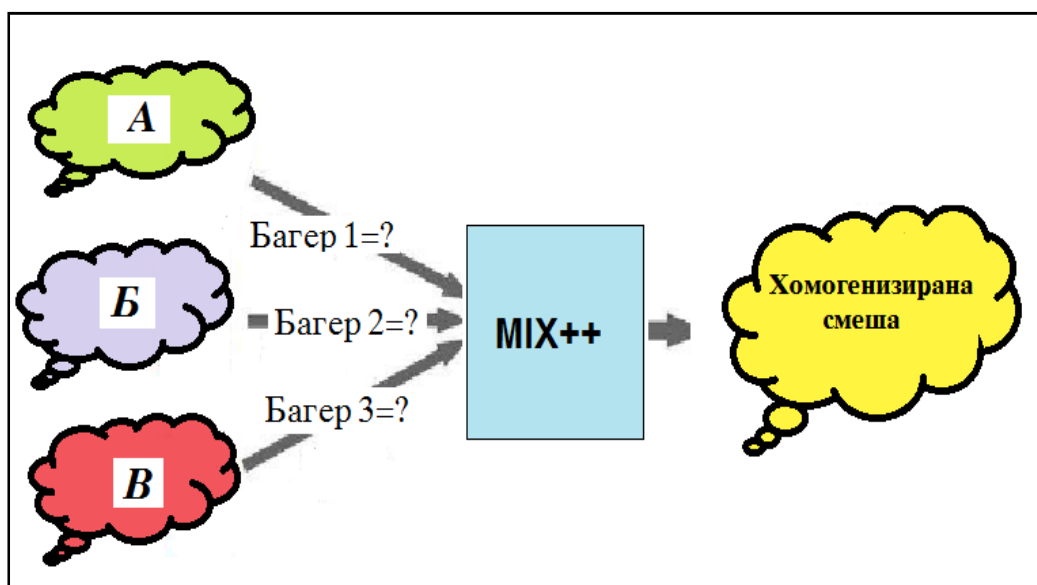 А
Багер 1=?
Б
Багер 2=?
MIX++
Хомогенизирана
смеша
Багер 3=?
В